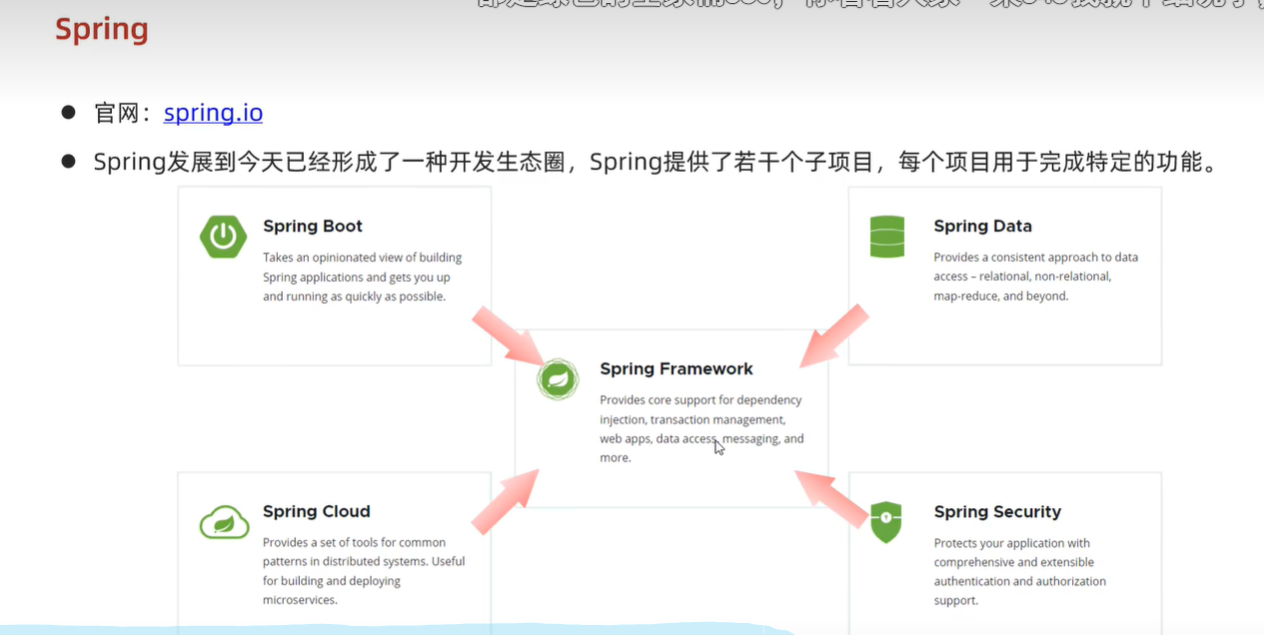 Spring
官网：spring.io
Spring发展到今天已经形成了一种开发生态圈，Spring提供了若干个子项目，每个项目用于完成特定的功能。
Spring Boot
Takes an opinionated view of building
Spring applications and gets you up
and running as quickly as possible.
Spring Data
Provides a consistent approach to data
access – relational, non-relational,
map-reduce, and beyond.
Spring Framework
Provides core support for dependency
injection, transaction management,
web apps, data access, messaging, and
more.
Spring Cloud
Provides a set of tools for common
patterns in distributed systems. Useful
for building and deploying
microservices.
Spring Security
Protects your application with
comprehensive and extensible
authentication and authorization
support.